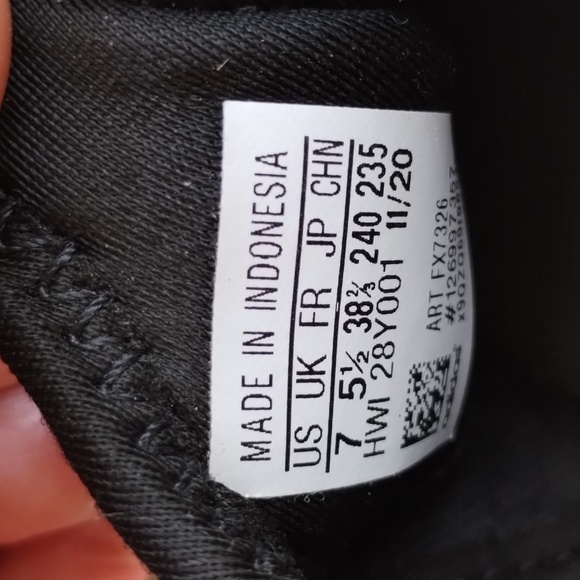 MADE IN INDONESIA
US UK FR JP CHN
7 5½ 38⅔ 240 235
HWI 28Y001 11/20
ART FX7326
adidas